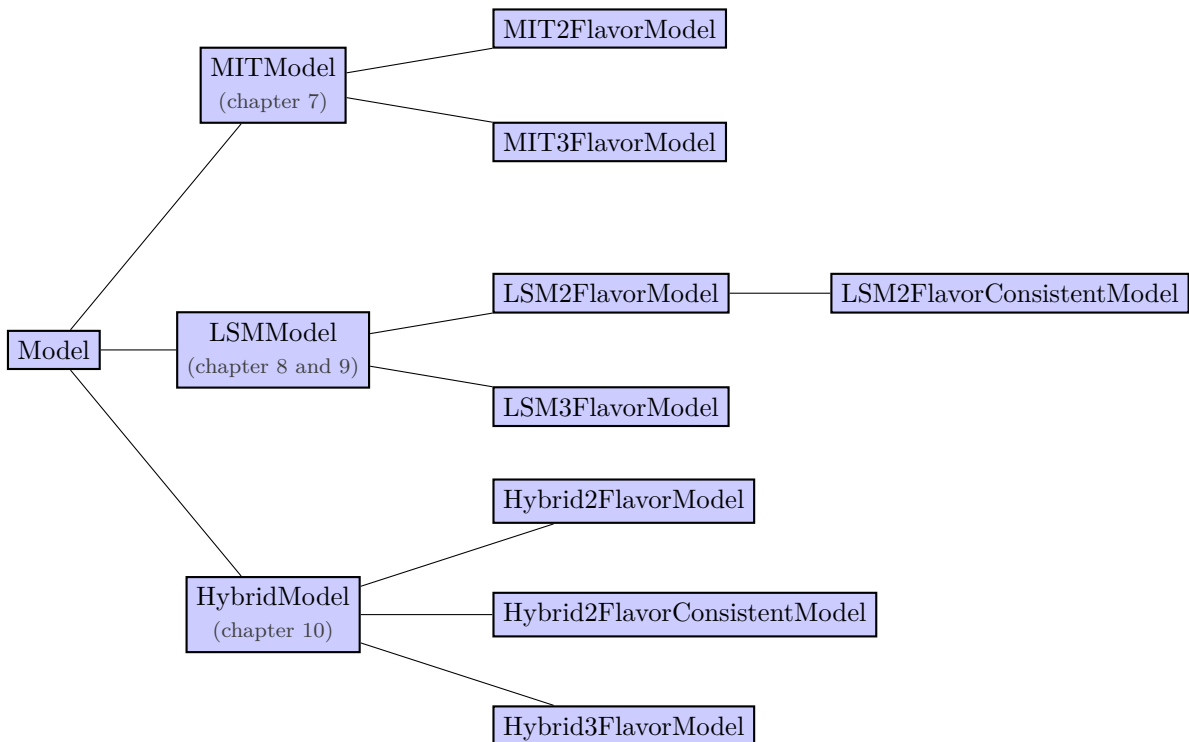 MIT2FlavorModel
MITModel
(chapter 7)
MIT3FlavorModel
LSM2FlavorModel
LSM2FlavorConsistentModel
Model
LSMModel
(chapter 8 and 9)
LSM3FlavorModel
Hybrid2FlavorModel
HybridModel
(chapter 10)
Hybrid2FlavorConsistentModel
Hybrid3FlavorModel